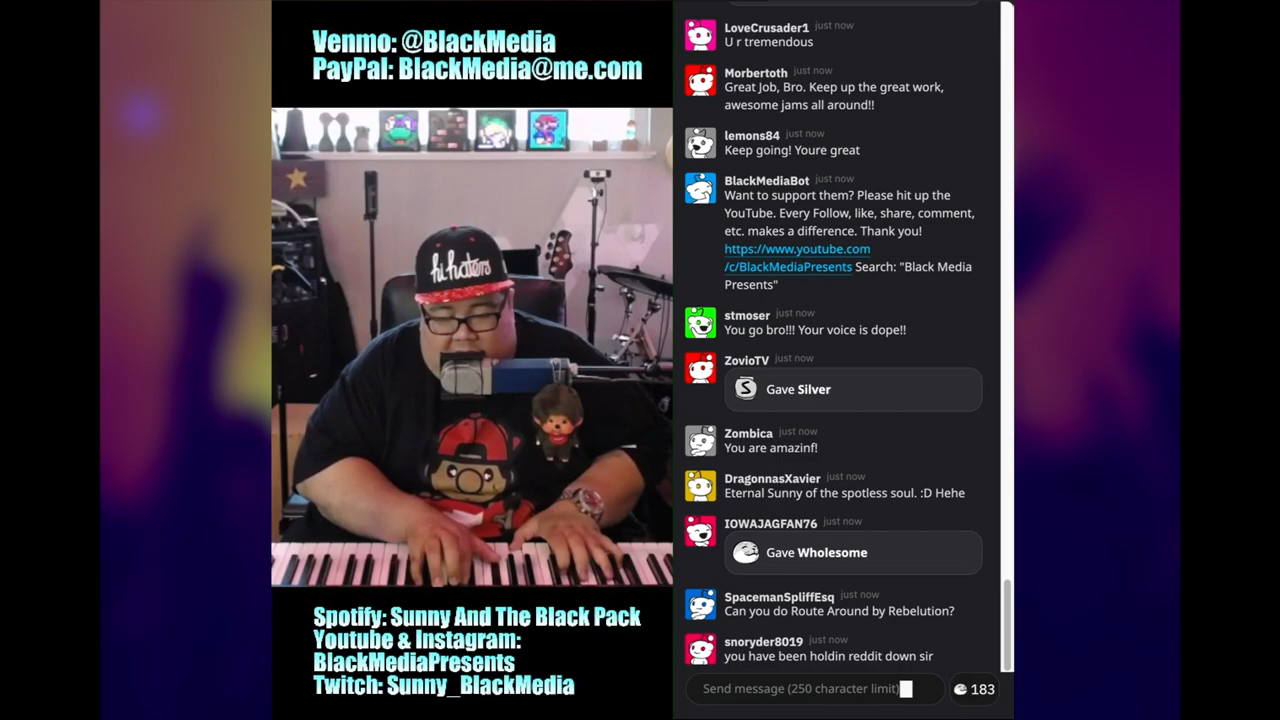 Venmo: @BlackMedia
PayPal: BlackMedia@me.com
hi haters
Spotify: Sunny And The Black Pack
Youtube & Instagram:
BlackMediaPresents
Twitch: Sunny_BlackMedia
LoveCrusader1 just now
U r tremendous
Morbertoth just now
Great Job, Bro. Keep up the great work,
awesome jams all around!!
lemons84 just now
Keep going! Youre great
BlackMediaBot just now
Want to support them? Please hit up the
YouTube. Every Follow, like, share, comment,
etc. makes a difference. Thank you!
https://www.youtube.com
/c/BlackMediaPresents Search: "Black Media
Presents"
stmoser just now
You go bro!!! Your voice is dope!!
ZovioTV just now
S Gave Silver
Zombica just now
You are amazinf!
DragonnasXavier just now
Eternal Sunny of the spotless soul. :D Hehe
IOWAJAGFAN76 just now
Gave Wholesome
SpacemanSpliffEsq just now
Can you do Route Around by Rebelution?
snoryder8019 just now
you have been holdin reddit down sir
Send message (250 character limit)
183